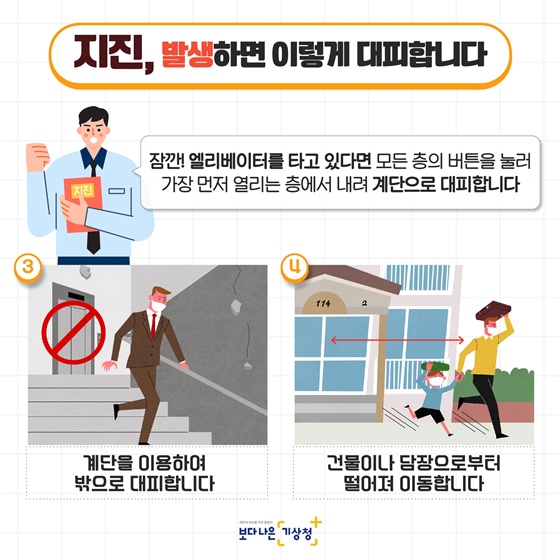 지진, 발생하면 이렇게 대피합니다
지진
잠깐! 엘리베이터를 타고 있다면 모든 층의 버튼을 눌러
가장 먼저 열리는 층에서 내려 계단으로 대피합니다
3
4
114 2
계단을 이용하여
밖으로 대피합니다
건물이나 담장으로부터
떨어져 이동합니다
보다나은 기상청